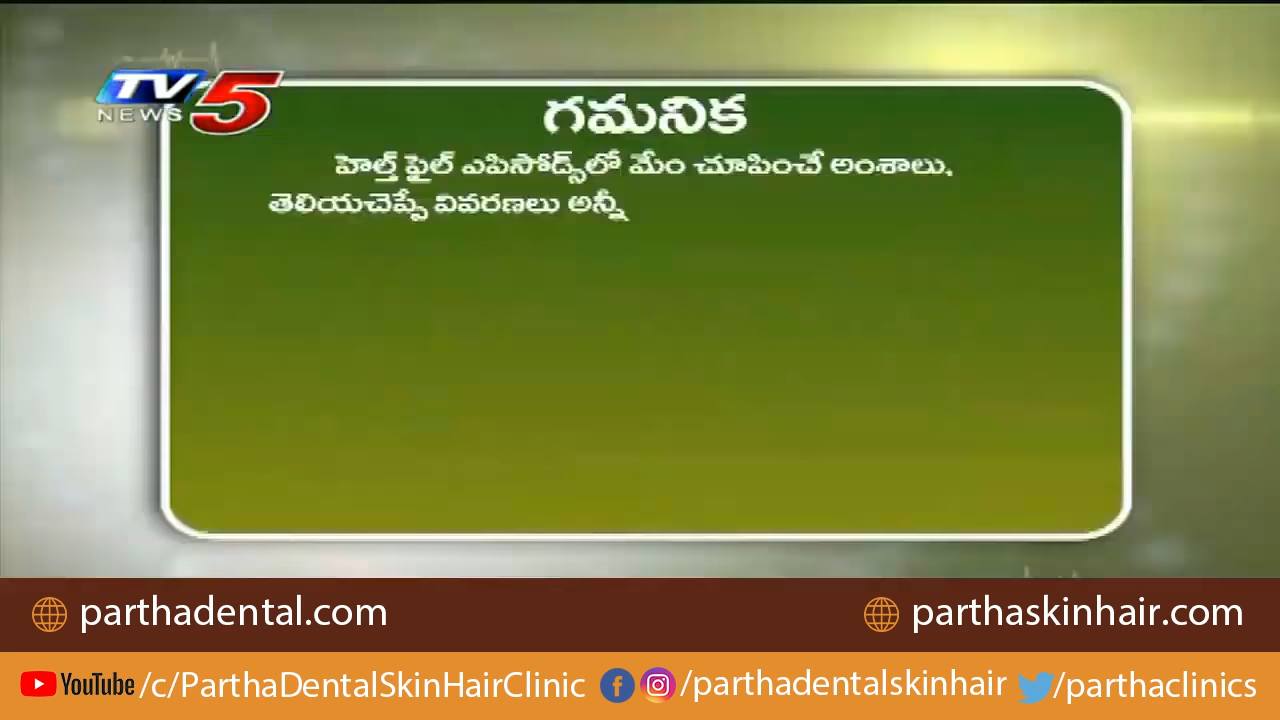 TV5
NEWS
గమనిక
హెల్త్ ఫైల్ ఎపిసోడ్స్‌లో మేం చూపించే అంశాలు.
తెలియచెప్పే వివరణలు అన్నీ
parthadental.com
parthaskinhair.com
YouTube /c/ParthaDentalSkinHairClinic
/parthadentalskinhair
/parthaclinics